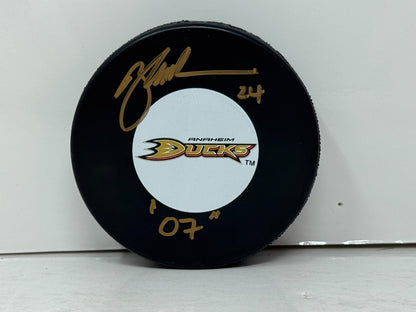 24
ANAHEIM
DUCKS TM
"07"